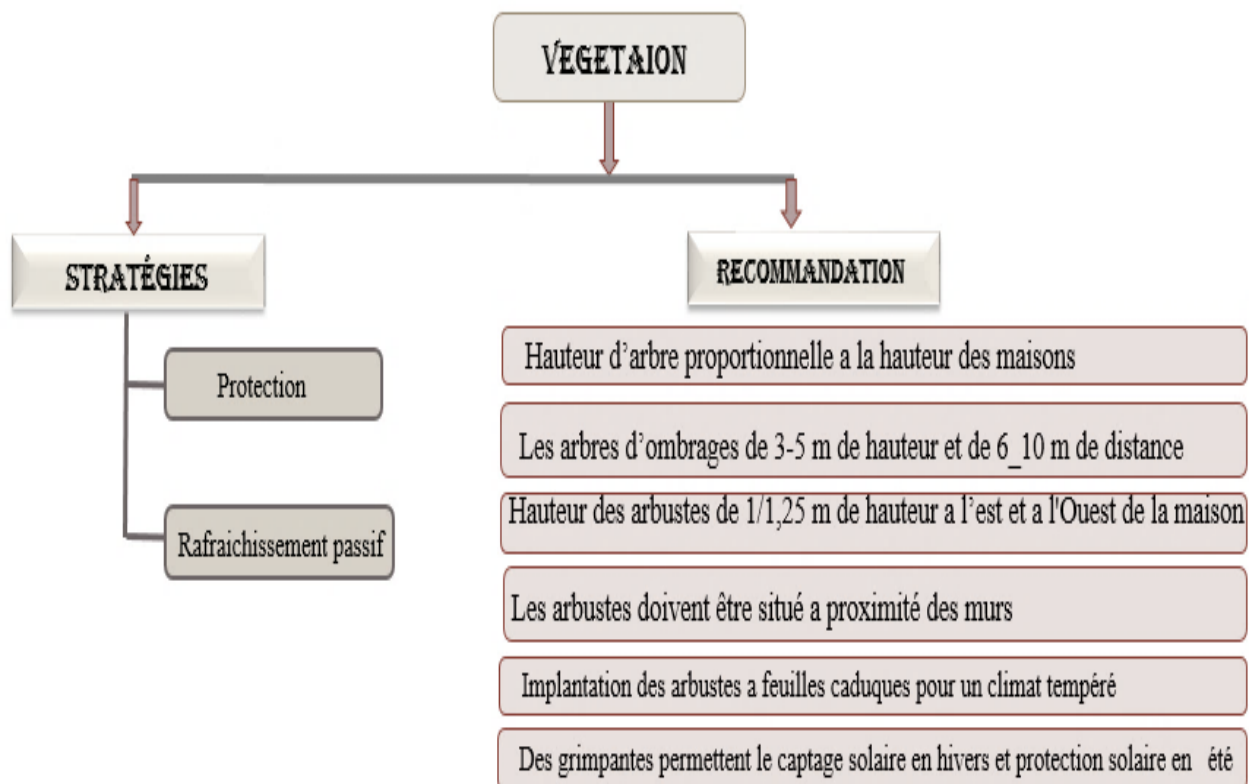 VEGETAION
STRATÉGIES
Protection
Rafraichissement passif
RECOMMANDATION
Hauteur d’arbre proportionnelle a la hauteur des maisons
Les arbres d’ombrages de 3-5 m de hauteur et de 6_10 m de distance
Hauteur des arbustes de 1/1,25 m de hauteur a l’est et a l'Ouest de la maison
Les arbustes doivent être situé a proximité des murs
Implantation des arbustes a feuilles caduques pour un climat tempéré
Des grimpantes permettent le captage solaire en hivers et protection solaire en été